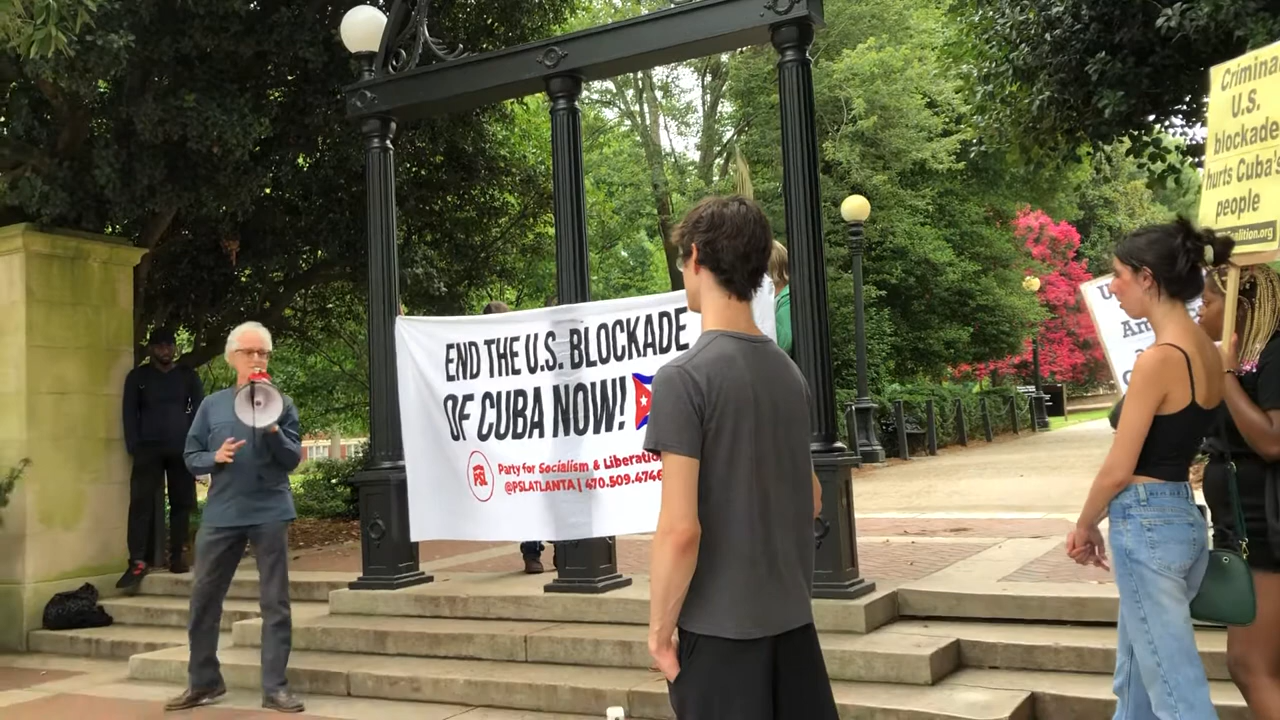 END THE U.S. BLOCKADE
OF CUBA NOW!
PSL
Party for Socialism & Liberation
@PSLATLANTA | 470.509.4746
Criminal
U.S.
blockade
hurts Cuba's
people